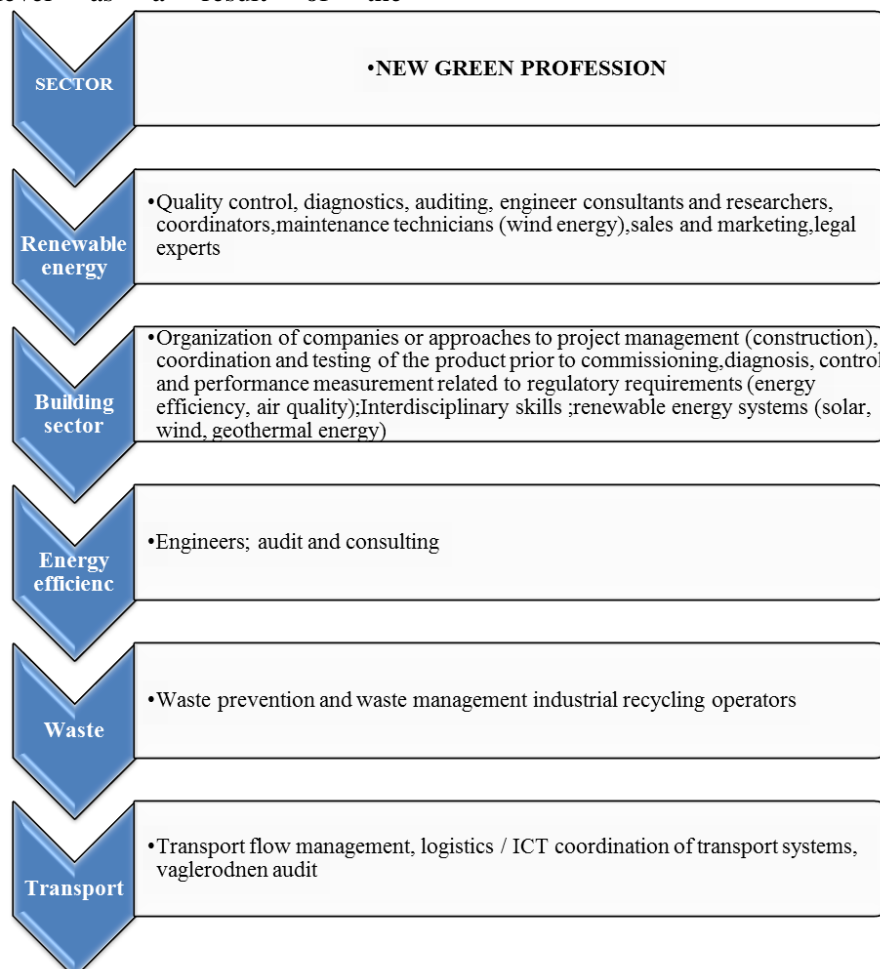 SECTOR
•NEW GREEN PROFESSION
Renewable
energy
•Quality control, diagnostics, auditing, engineer consultants and researchers,
coordinators,maintenance technicians (wind energy),sales and marketing,legal
experts
Building
sector
•Organization of companies or approaches to project management (construction),
coordination and testing of the product prior to commissioning,diagnosis, control
and performance measurement related to regulatory requirements (energy
efficiency, air quality);Interdisciplinary skills ;renewable energy systems (solar,
wind, geothermal energy)
Energy
efficienc
•Engineers; audit and consulting
Waste
•Waste prevention and waste management industrial recycling operators
Transport
•Transport flow management, logistics / ICT coordination of transport systems,
vaglerodnen audit